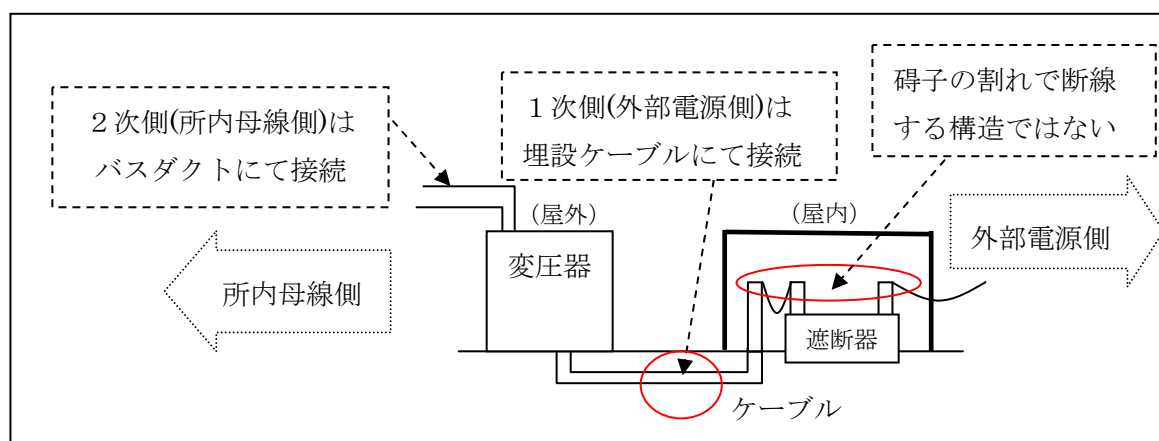 ２次側(所内母線側)は
バスダクトにて接続
１次側(外部電源側)は
埋設ケーブルにて接続
碍子の割れで断線
する構造ではない
（屋外）
（屋内）
変圧器
外部電源側
所内母線側
遮断器
ケーブル